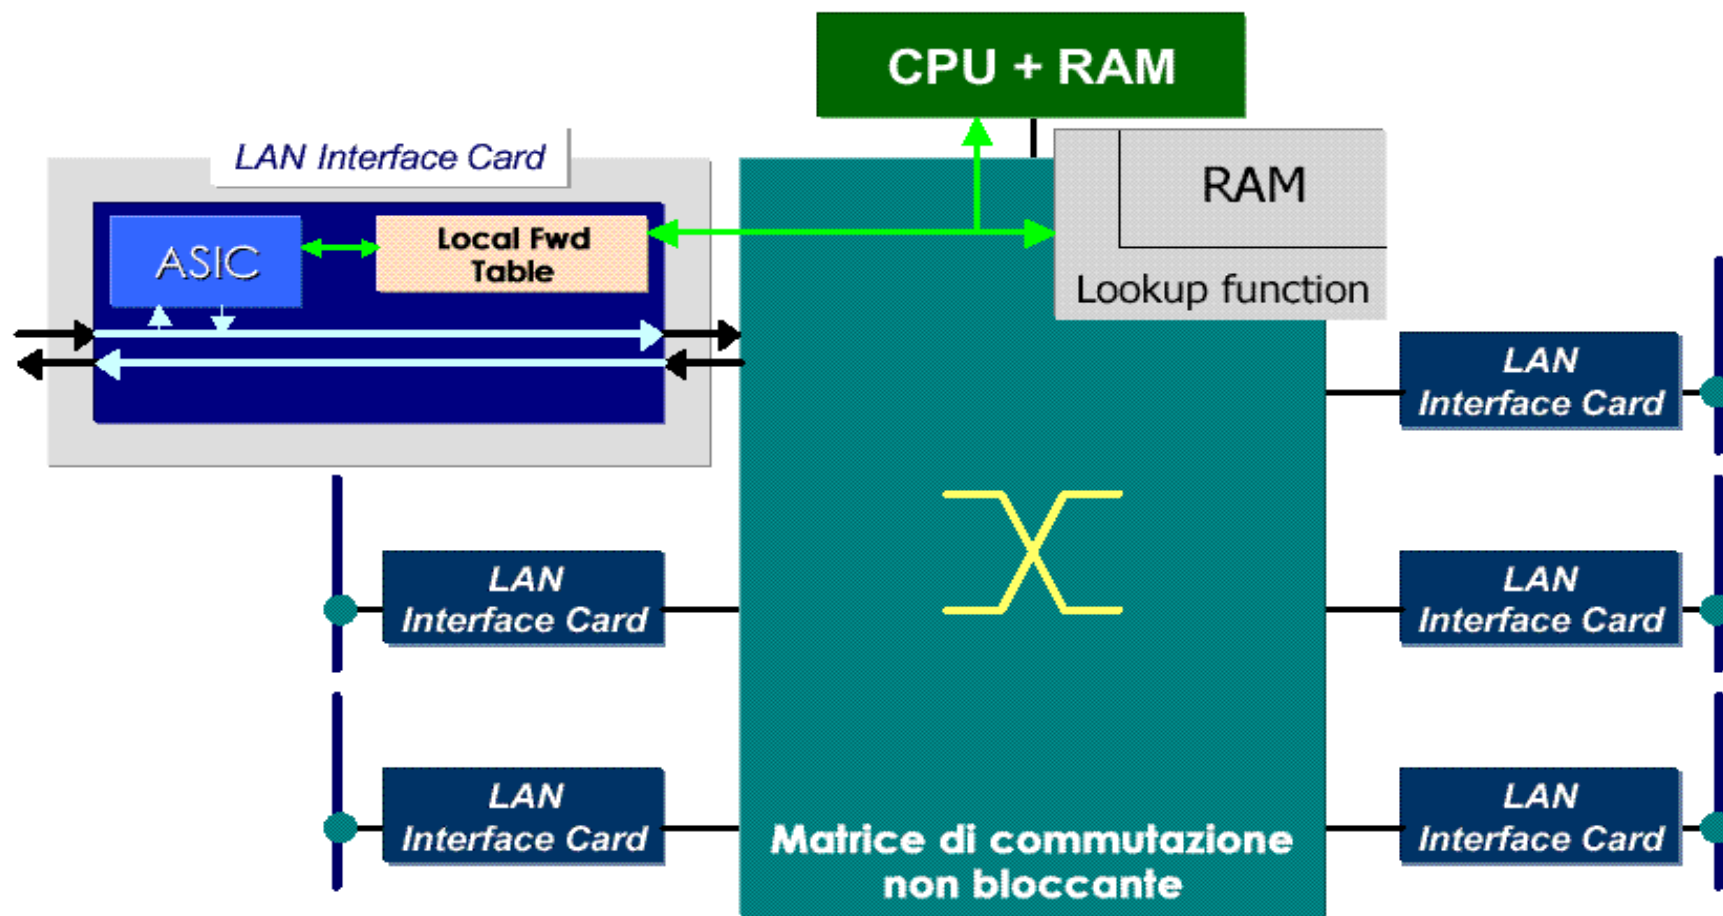 CPU + RAM
LAN Interface Card
ASIC
Local Fwd
Table
RAM
Lookup function
LAN
Interface Card
LAN
Interface Card
LAN
Interface Card
LAN
Interface Card
LAN
Interface Card
Matrice di commutazione
non bloccante